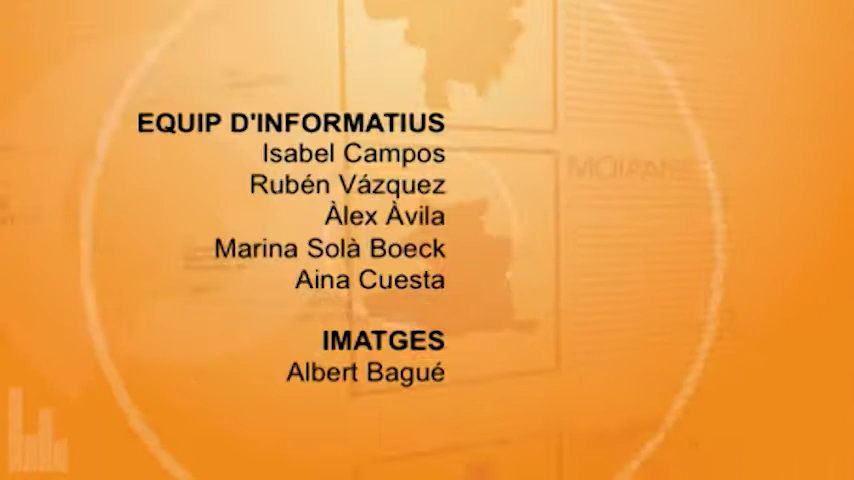 EQUIP D'INFORMATIUS
Isabel Campos
Rubén Vázquez
Àlex Àvila
Marina Solà Boeck
Aina Cuesta
IMATGES
Albert Bagué